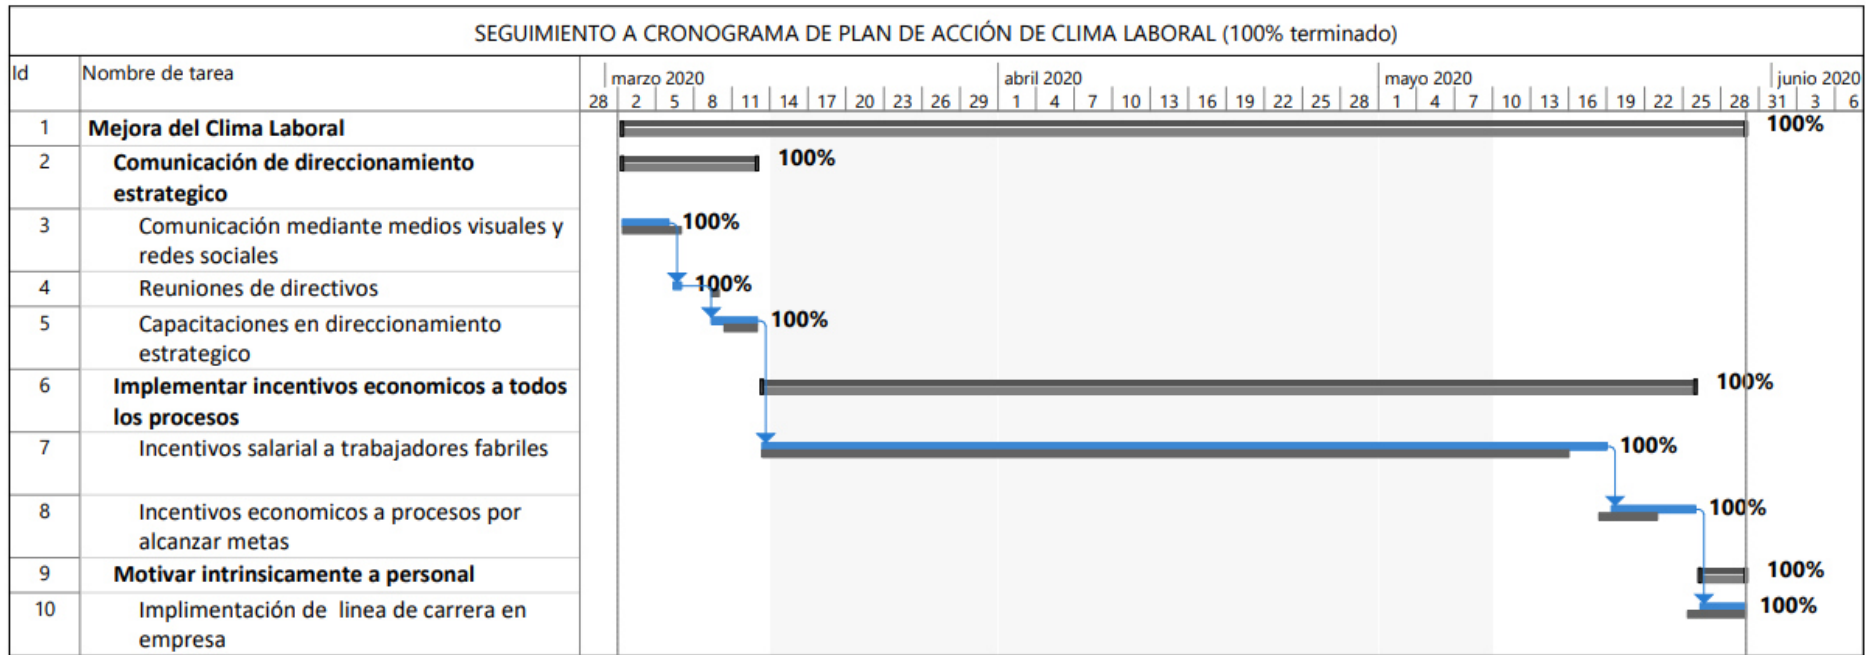 SEGUIMIENTO A CRONOGRAMA DE PLAN DE ACCIÓN DE CLIMA LABORAL (100% terminado)
Id Nombre de tarea marzo 2020 abril 2020 mayo 2020 junio 2020
28 2 5 8 11 14 17 20 23 26 29 1 4 7 10 13 16 19 22 25 28 1 4 7 10 13 16 19 22 25 28 31 3 6
1 Mejora del Clima Laboral 100%
2 Comunicación de direccionamiento 100%
estrategico
3 Comunicación mediante medios visuales y 100%
redes sociales
4 Reuniones de directivos 100%
5 Capacitaciones en direccionamiento 100%
estrategico
6 Implementar incentivos economicos a todos 100%
los procesos
7 Incentivos salarial a trabajadores fabriles 100%
8 Incentivos economicos a procesos por 100%
alcanzar metas
9 Motivar intrinsicamente a personal 100%
10 Implimentación de linea de carrera en 100%
empresa